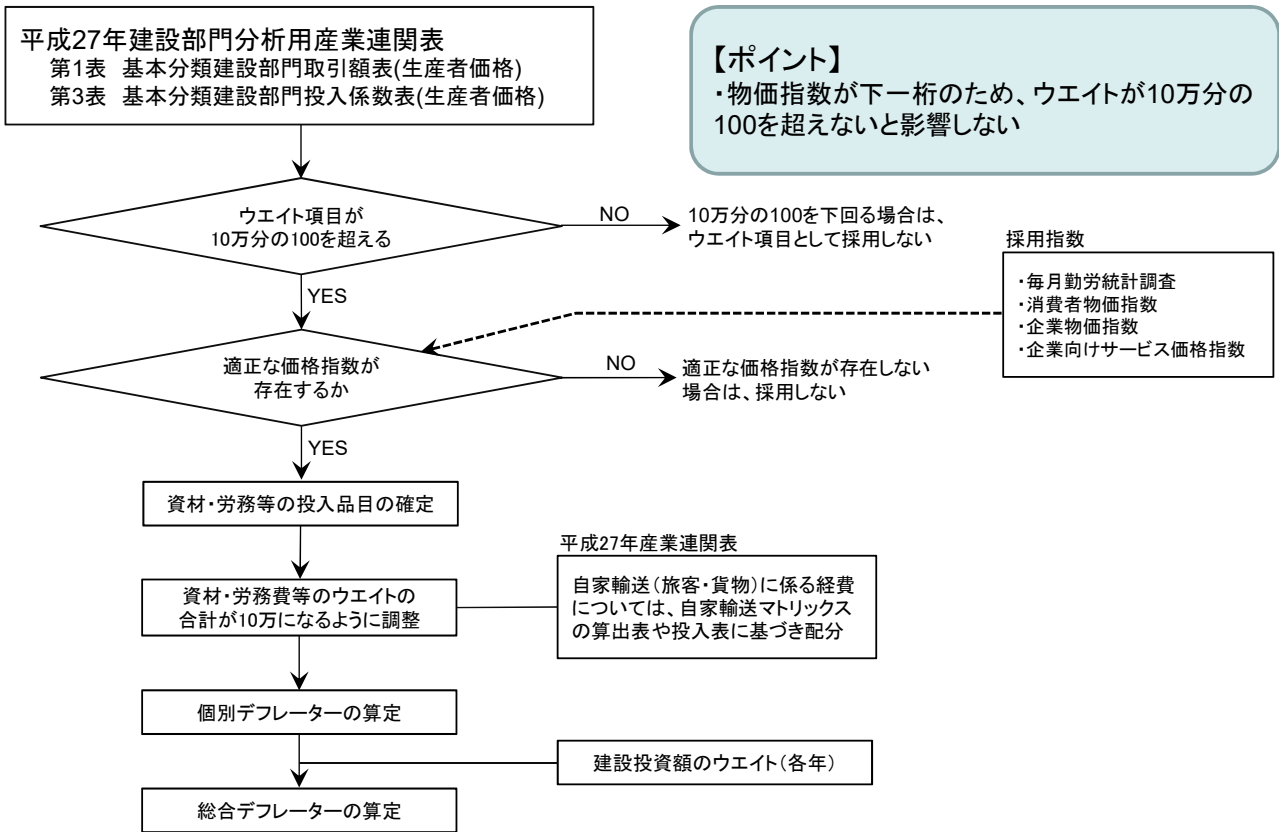 平成27年建設部門分析用産業連関表
第1表 基本分類建設部門取引額表(生産者価格)
第3表 基本分類建設部門投入係数表(生産者価格)
【ポイント】
・物価指数が下一桁のため、ウエイトが10万分の
100を超えないと影響しない
ウエイト項目が
10万分の100を超える
NO
10万分の100を下回る場合は、
ウエイト項目として採用しない
YES
採用指数
・毎月勤労統計調査
・消費者物価指数
・企業物価指数
・企業向けサービス価格指数
適正な価格指数が
存在するか
NO
適正な価格指数が存在しない
場合は、採用しない
YES
資材・労務等の投入品目の確定
平成27年産業連関表
資材・労務費等のウエイトの
合計が10万になるように調整
自家輸送(旅客・貨物)に係る経費
については、自家輸送マトリックス
の算出表や投入表に基づき配分
個別デフレーターの算定
建設投資額のウエイト(各年)
総合デフレーターの算定